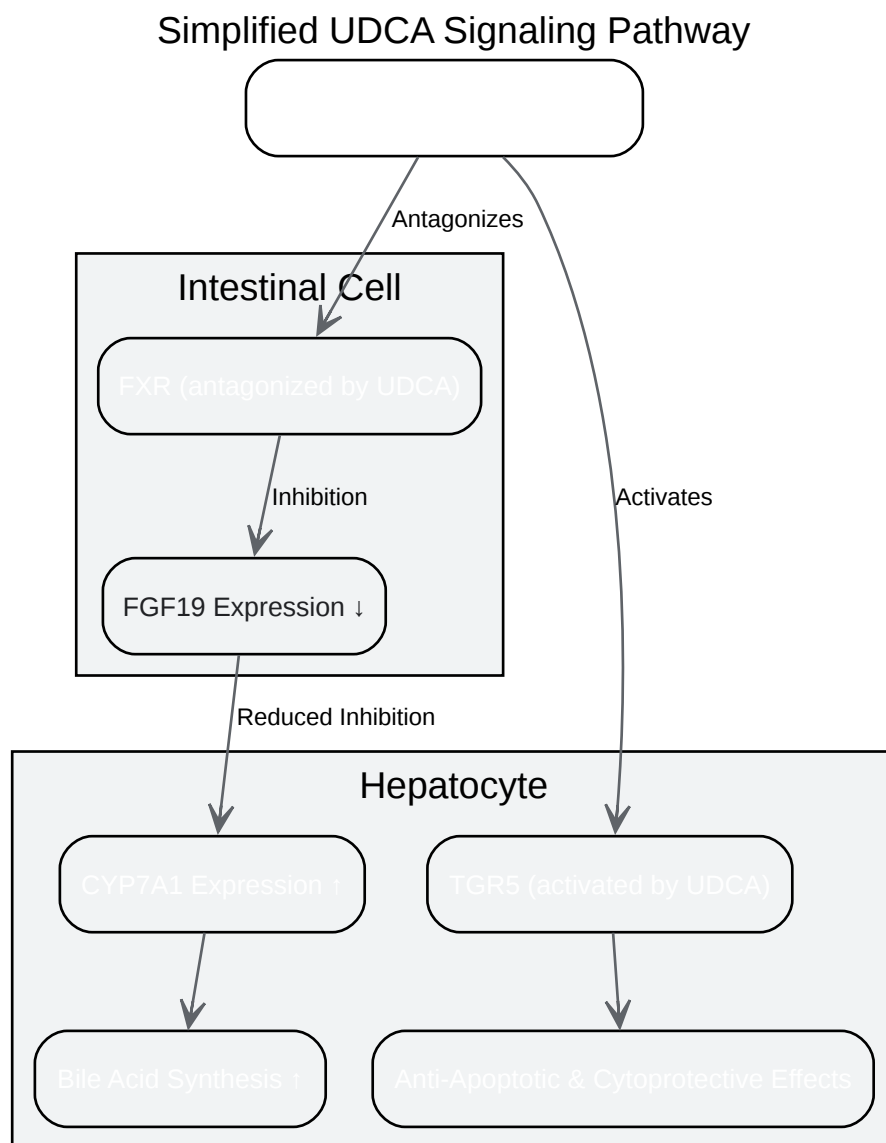 Simplified UDCA Signaling Pathway
Antagonizes
Intestinal Cell
FXR (antagonized by UDCA)
Inhibition
Activates
FGF19 Expression ↓
Reduced Inhibition
Hepatocyte
CYP7A1 Expression ↑
TGR5 (activated by UDCA)
Bile Acid Synthesis ↑
Anti-Apoptotic & Cytoprotective Effects